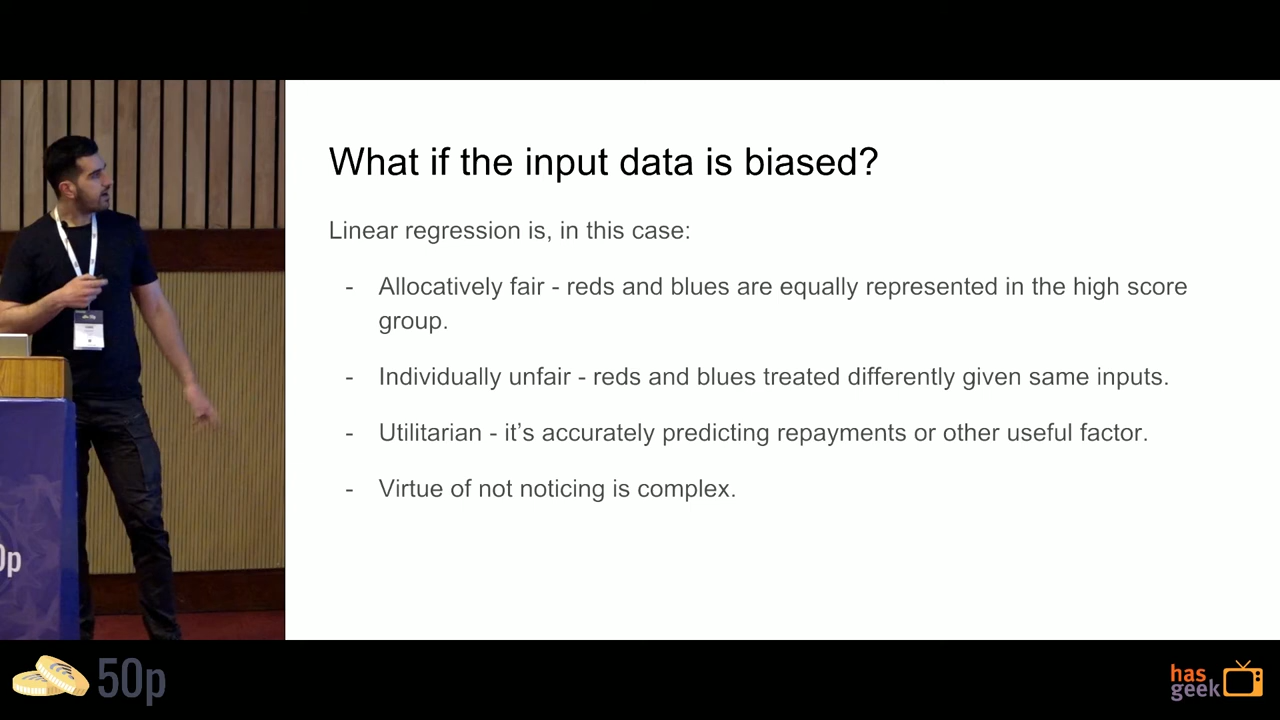 What if the input data is biased?
Linear regression is, in this case:
- Allocatively fair - reds and blues are equally represented in the high score
group.
- Individually unfair - reds and blues treated differently given same inputs.
- Utilitarian - it's accurately predicting repayments or other useful factor.
- Virtue of not noticing is complex.
0p
50p
has
geek